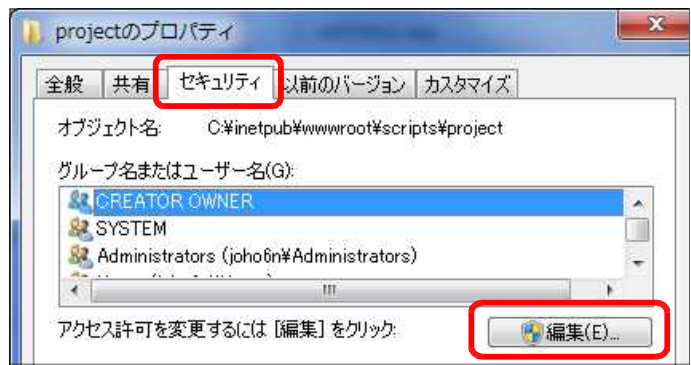 projectのプロパティ
全般 共有 セキュリティ 以前のバージョン カスタマイズ
オブジェクト名: C:¥inetpub¥wwwroot¥scripts¥project
グループ名またはユーザー名(G):
CREATOR OWNER
SYSTEM
Administrators (joho6n¥Administrators)
アクセス許可を変更するには [編集] をクリック:
編集(E)...